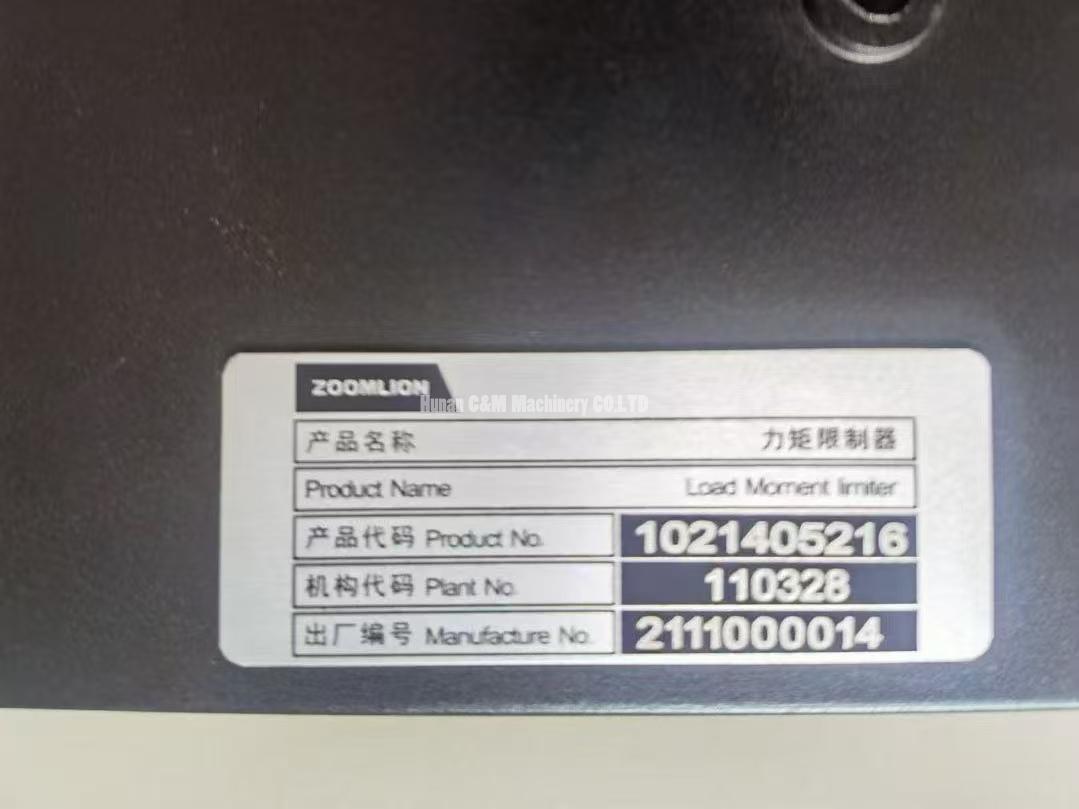 ZOOMLION
Hunan C&M Machinery CO.LTD
产品名称 力矩限制器
Product Name Load Moment limiter
产品代码 Product No. 1021405216
机构代码 Plant No. 110328
出厂编号 Manufacture No. 2111000014